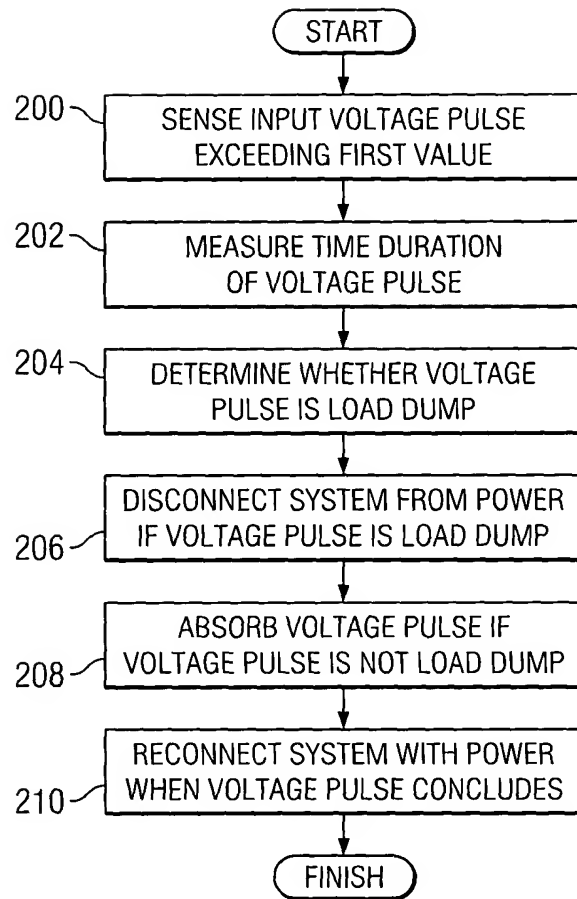 START
200
SENSE INPUT VOLTAGE PULSE
EXCEEDING FIRST VALUE
202
MEASURE TIME DURATION
OF VOLTAGE PULSE
204
DETERMINE WHETHER VOLTAGE
PULSE IS LOAD DUMP
206
DISCONNECT SYSTEM FROM POWER
IF VOLTAGE PULSE IS LOAD DUMP
208
ABSORB VOLTAGE PULSE IF
VOLTAGE PULSE IS NOT LOAD DUMP
210
RECONNECT SYSTEM WITH POWER
WHEN VOLTAGE PULSE CONCLUDES
FINISH